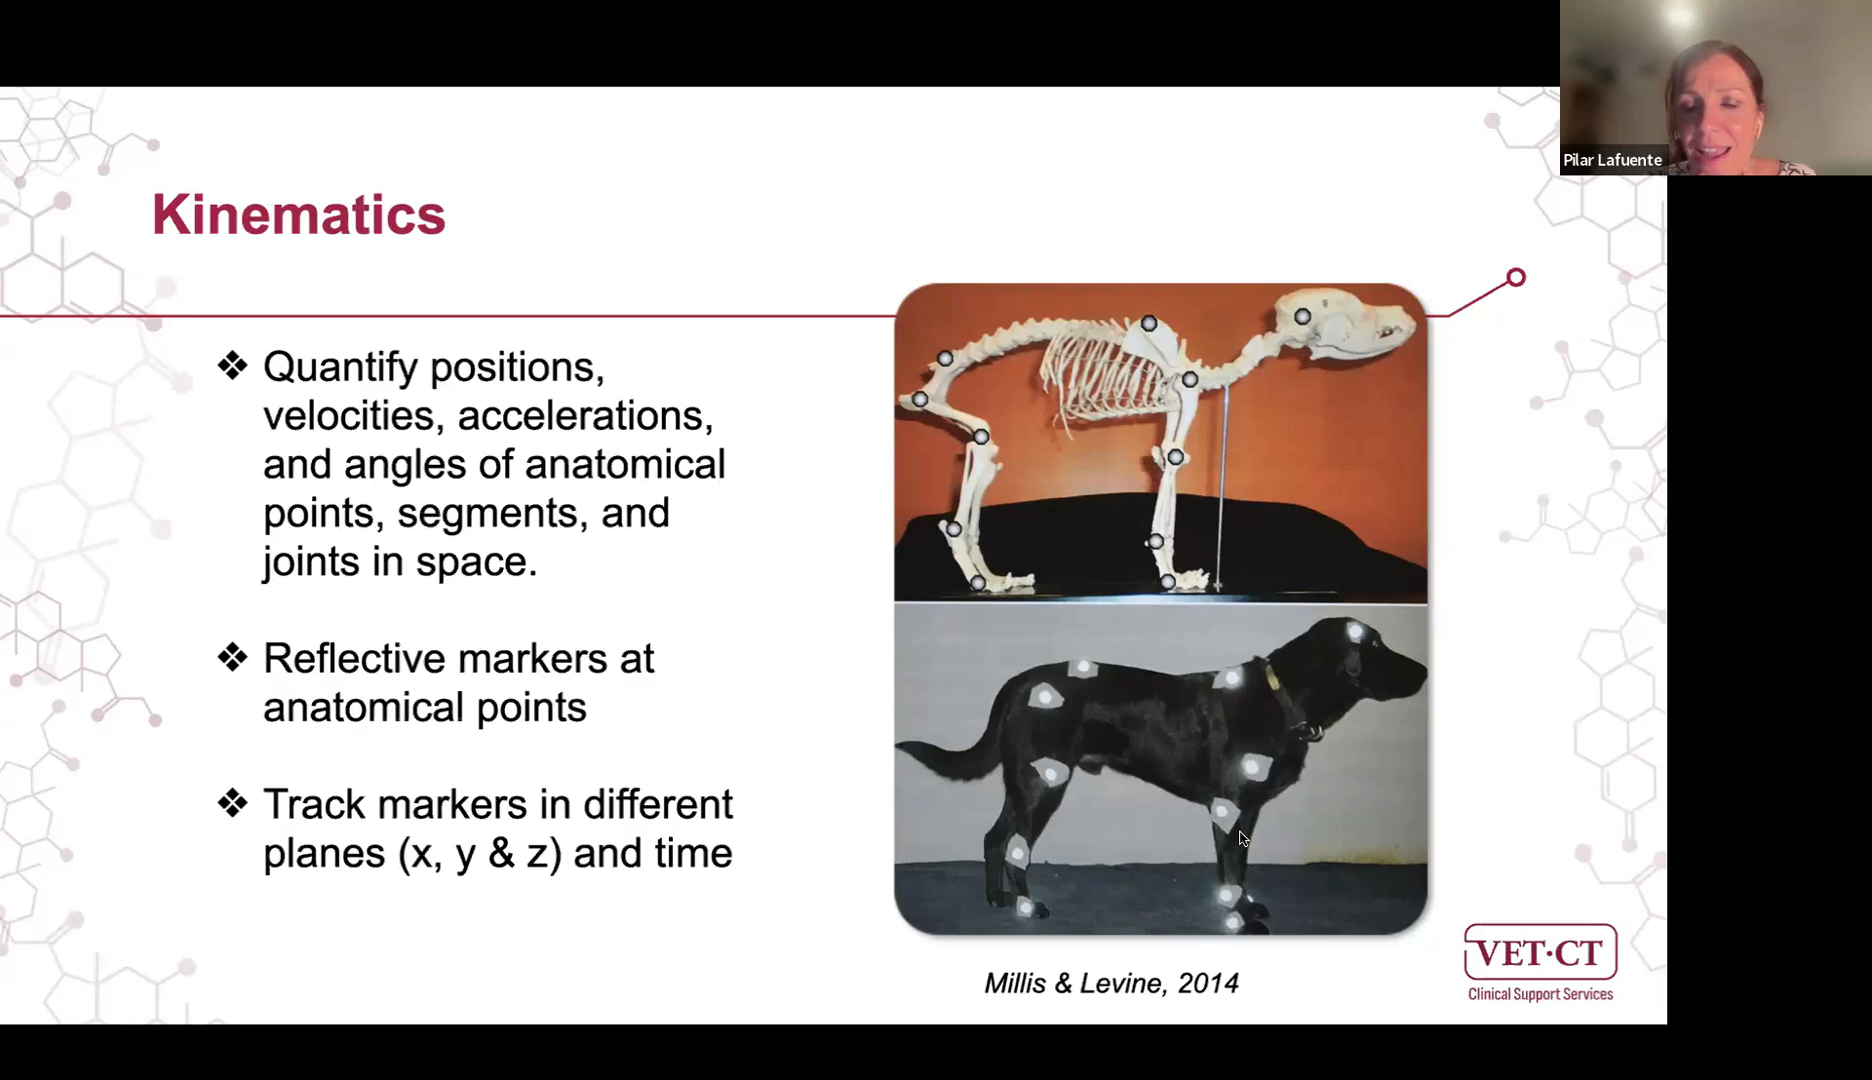 Pilar Lafuente
Kinematics
❖ Quantify positions,
velocities, accelerations,
and angles of anatomical
points, segments, and
joints in space.
❖ Reflective markers at
anatomical points
❖ Track markers in different
planes (x, y & z) and time
Millis & Levine, 2014
VET·CT
Clinical Support Services